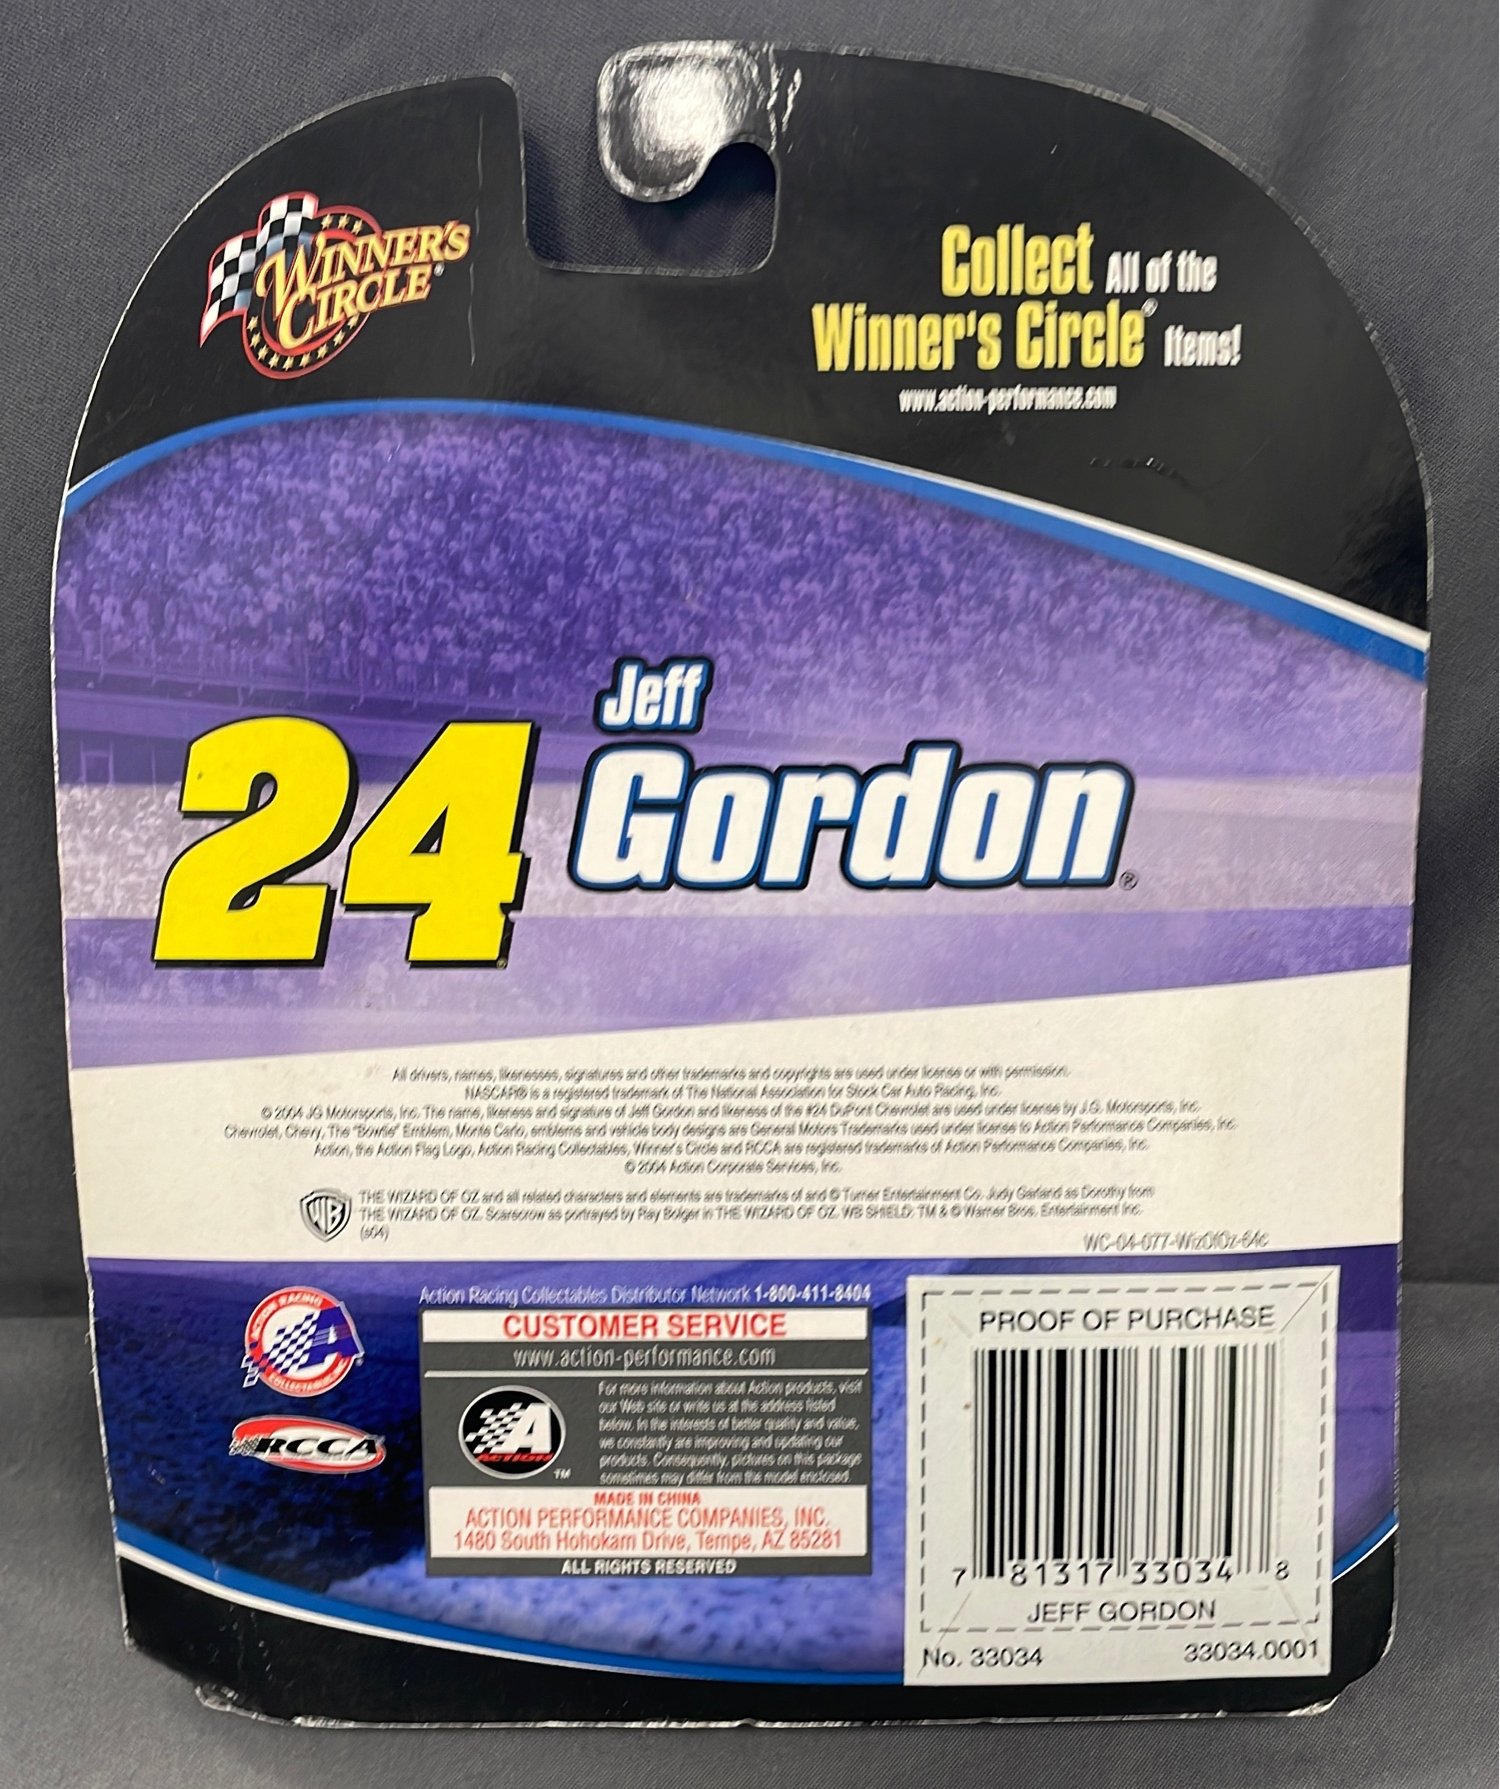 WINNER'S
CIRCLE®
Collect All of the
Winner's Circle® Items!
www.action-performance.com
Jeff
24 Gordon®
All drivers, names, likenesses, signatures and other trademarks and copyrights are used under license or with permission.
NASCAR® is a registered trademark of The National Association for Stock Car Auto Racing, Inc.
© 2004 JG Motorsports, Inc. The name, likeness and signature of Jeff Gordon and likeness of the #24 DuPont Chevrolet are used under license by J.G. Motorsports, Inc.
Chevrolet, Chevy, The "Bowtie" Emblem, Monte Carlo, emblems and vehicle body designs are General Motors Trademarks used under license to Action Performance Companies, Inc.
Action, the Action Flag Logo, Action Racing Collectables, Winner's Circle and RCCA are registered trademarks of Action Performance Companies, Inc.
© 2004 Action Corporate Services, Inc.
WB
THE WIZARD OF OZ and all related characters and elements are trademarks of and © Turner Entertainment Co. Judy Garland as Dorothy from
THE WIZARD OF OZ. Scarecrow as portrayed by Ray Bolger in THE WIZARD OF OZ. WB SHIELD: TM & © Warner Bros. Entertainment Inc.
(s04)
WC-04-077-WizOfOz-64c
ACTION RACING
COLLECTABLES
RCCA
Action Racing Collectables Distributor Network 1-800-411-8404
CUSTOMER SERVICE
www.action-performance.com
A
ACTION
TM
For more information about Action products, visit
our Web site or write us at the address listed
below. In the interests of better quality and value,
we constantly are improving and updating our
products. Consequently, pictures on this package
sometimes may differ from the model enclosed.
MADE IN CHINA
ACTION PERFORMANCE COMPANIES, INC.
1480 South Hohokam Drive, Tempe, AZ 85281
ALL RIGHTS RESERVED
PROOF OF PURCHASE
7 81317 33034 8
JEFF GORDON
No. 33034 33034.0001